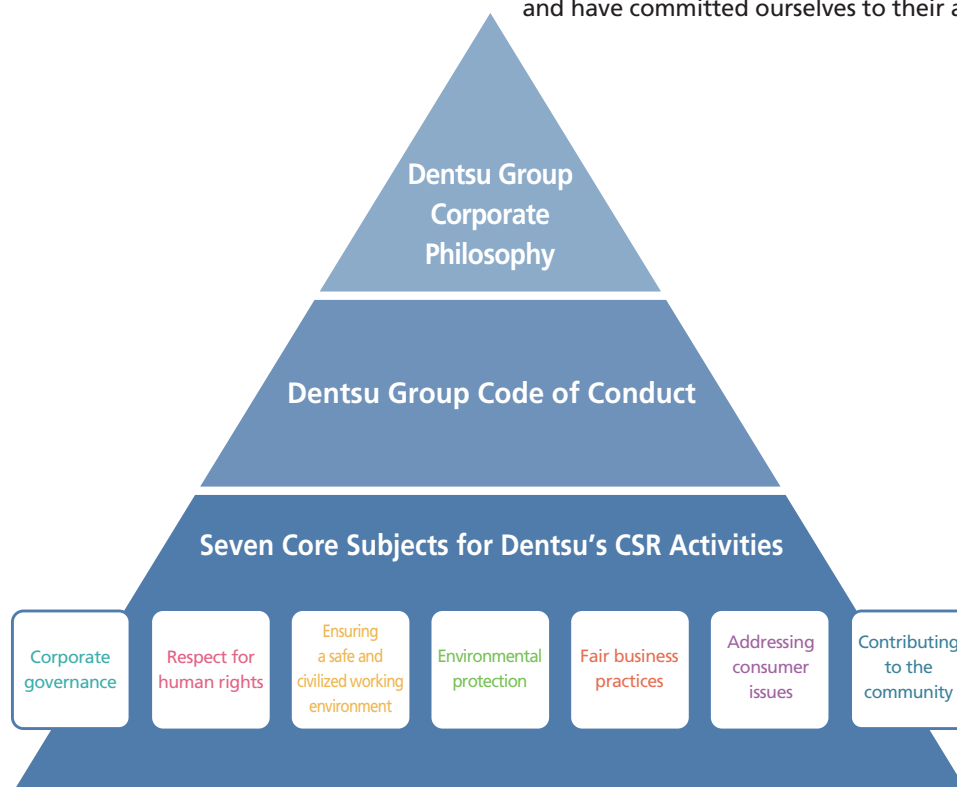 and have committed ourselves to their a
Dentsu Group
Corporate
Philosophy
Dentsu Group Code of Conduct
Seven Core Subjects for Dentsu's CSR Activities
Corporate
governance
Respect for
human rights
Ensuring
a safe and
civilized working
environment
Environmental
protection
Fair business
practices
Addressing
consumer
issues
Contributing
to the
community